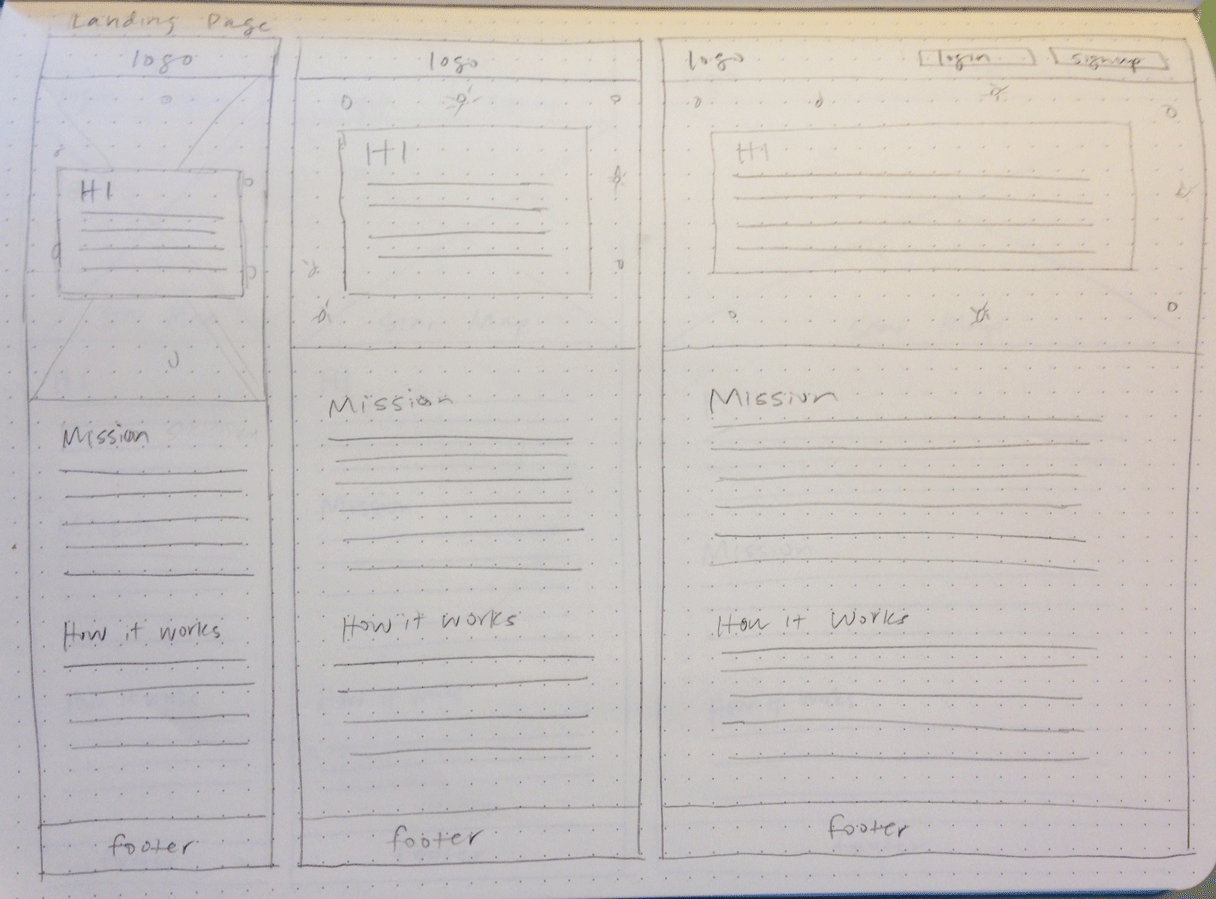 Landing Page
logo
H1
Mission
How it works
footer
logo
H1
Mission
How it works
footer
logo
login
signup
H1
Mission
How it Works
footer